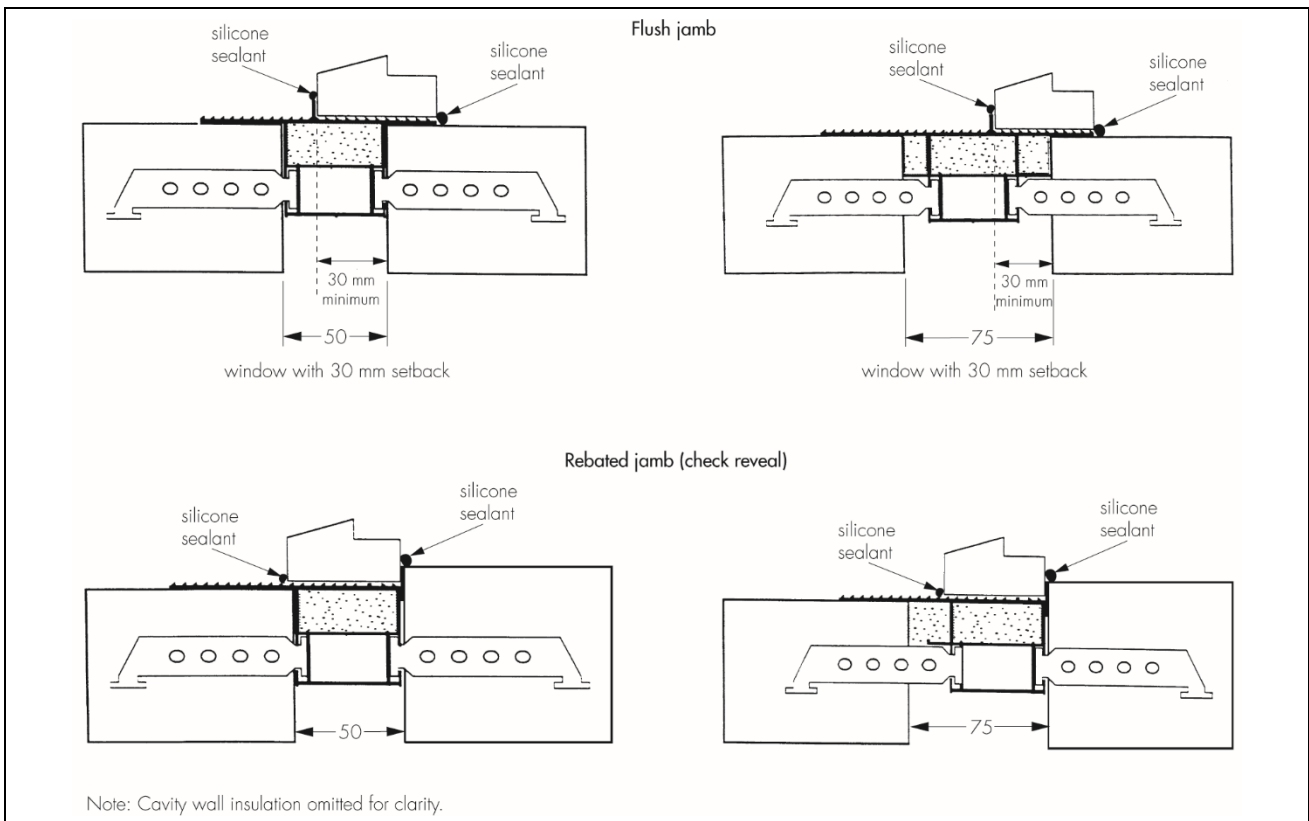 Flush jamb
silicone
sealant
silicone
sealant
30 mm
minimum
50
window with 30 mm setback
silicone
sealant
silicone
sealant
30 mm
minimum
75
window with 30 mm setback
Rebated jamb (check reveal)
silicone
sealant
silicone
sealant
50
silicone
sealant
silicone
sealant
75
Note: Cavity wall insulation omitted for clarity.